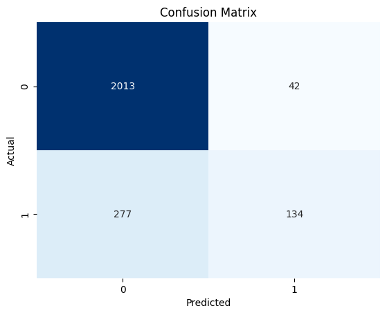 Confusion Matrix
Actual
0
2013
42
1
277
134
0
1
Predicted